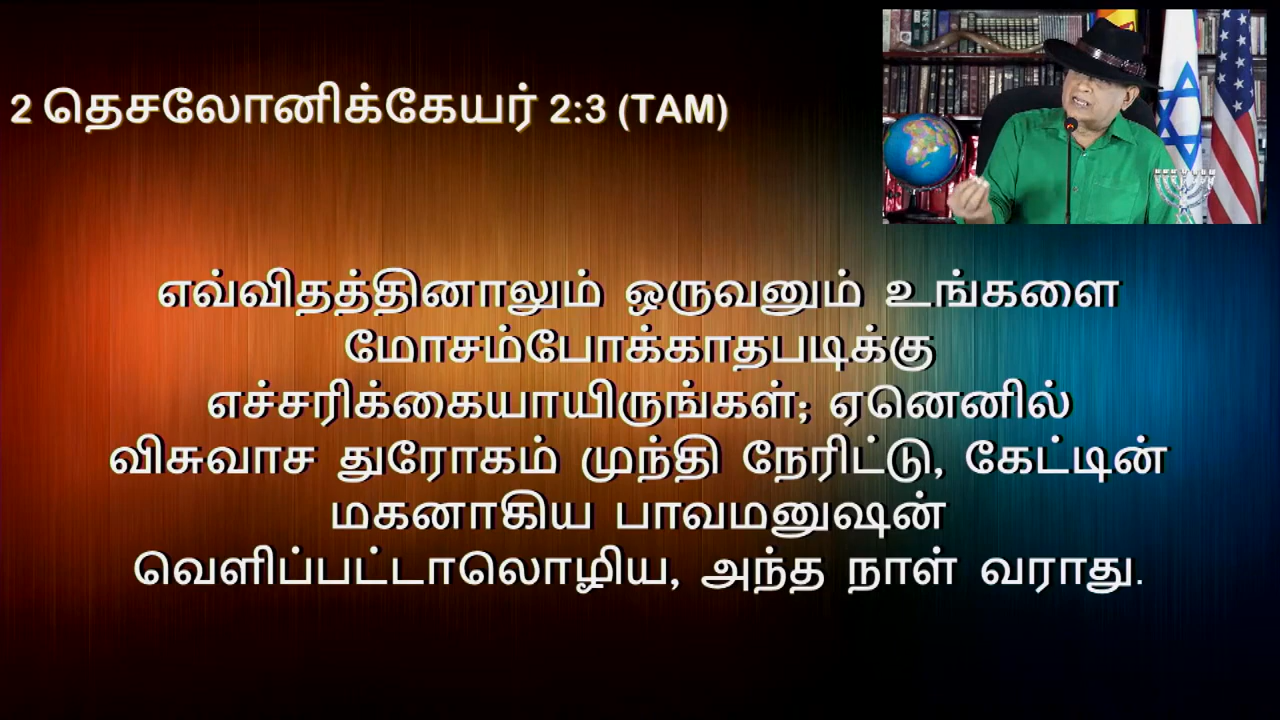 2 தெசலோனிக்கேயர் 2:3 (TAM)
எவ்விதத்தினாலும் ஒருவனும் உங்களை
மோசம்போக்காதபடிக்கு
எச்சரிக்கையாயிருங்கள்; ஏனெனில்
விசுவாச துரோகம் முந்தி நேரிட்டு, கேட்டின்
மகனாகிய பாவமனுஷன்
வெளிப்பட்டாலொழிய, அந்த நாள் வராது.